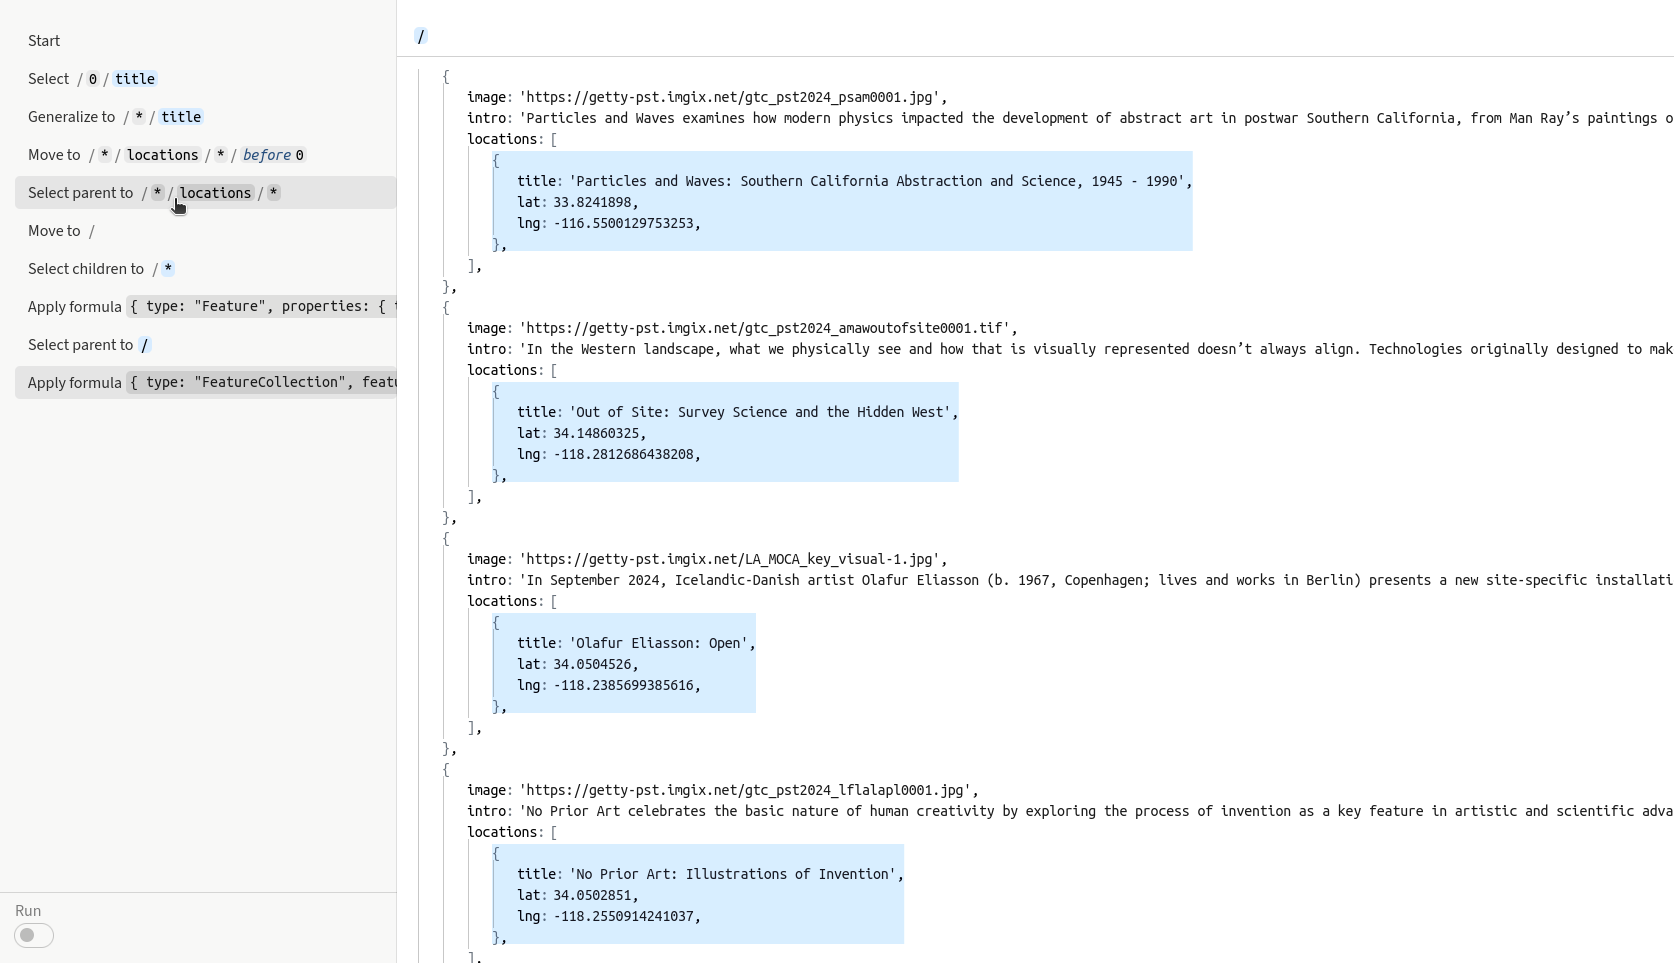 Start
Select / 0 / title
Generalize to / * / title
Move to / * / locations / * / before 0
Select parent to / * / locations / *
Move to /
Select children to / *
Apply formula { type: "Feature", properties: {
Select parent to /
Apply formula { type: "FeatureCollection", featu
Run
/
{
image: 'https://getty-pst.imgix.net/gtc_pst2024_psam0001.jpg',
intro: 'Particles and Waves examines how modern physics impacted the development of abstract art in postwar Southern California, from Man Ray’s paintings o
locations: [
{
title: 'Particles and Waves: Southern California Abstraction and Science, 1945 - 1990',
lat: 33.8241898,
lng: -116.5500129753253,
},
],
},
{
image: 'https://getty-pst.imgix.net/gtc_pst2024_amawoutofsite0001.tif',
intro: 'In the Western landscape, what we physically see and how that is visually represented doesn’t always align. Technologies originally designed to mak
locations: [
{
title: 'Out of Site: Survey Science and the Hidden West',
lat: 34.14860325,
lng: -118.2812686438208,
},
],
},
{
image: 'https://getty-pst.imgix.net/LA_MOCA_key_visual-1.jpg',
intro: 'In September 2024, Icelandic-Danish artist Olafur Eliasson (b. 1967, Copenhagen; lives and works in Berlin) presents a new site-specific installati
locations: [
{
title: 'Olafur Eliasson: Open',
lat: 34.0504526,
lng: -118.2385699385616,
},
],
},
{
image: 'https://getty-pst.imgix.net/gtc_pst2024_lflalapl0001.jpg',
intro: 'No Prior Art celebrates the basic nature of human creativity by exploring the process of invention as a key feature in artistic and scientific adva
locations: [
{
title: 'No Prior Art: Illustrations of Invention',
lat: 34.0502851,
lng: -118.2550914241037,
},
],